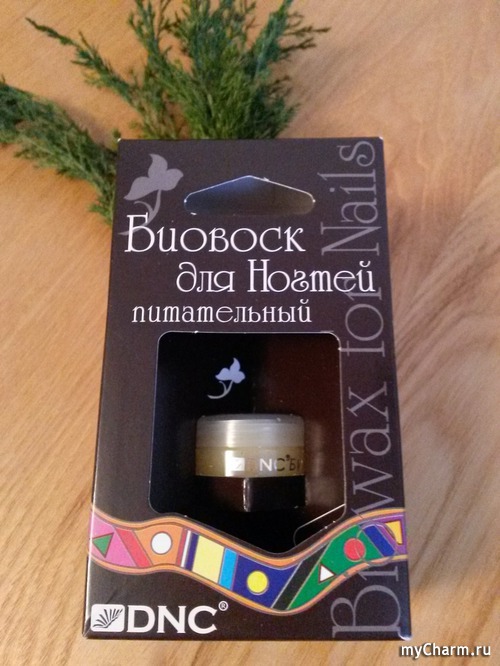 Биовоск
для Ногтей
питательный
Biowax for Nails
DNC®
DNC®
myCharm.ru